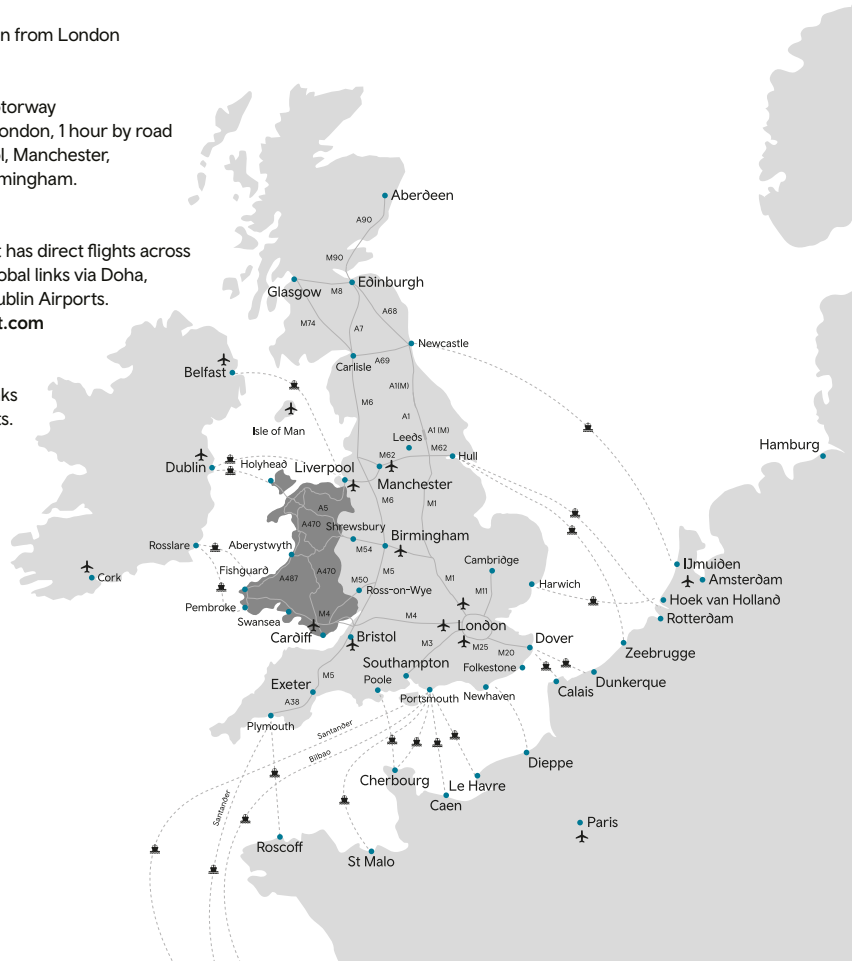 n from London
torway
ondon, 1 hour by road
l, Manchester,
mingham.
t has direct flights across
obal links via Doha,
ublin Airports.
t.com
ks
ts.
Aberdeen
A90
M90
Edinburgh
Glasgow
M8
A68
M74
A7
Newcastle
A69
Carlisle
Belfast
A1(M)
M6
A1
Isle of Man
A1 (M)
Leeds
M62
M62
Hull
Hamburg
Dublin
Holyhead
Liverpool
Manchester
M6
M1
A5
A470
Shrewsbury
Birmingham
Rosslare
Aberystwyth
M54
Cambridge
IJmuiden
Fishguard
A487
A470
M5
M50
M1
M11
Harwich
Amsterdam
Cork
Ross-on-Wye
Hoek van Holland
Pembroke
Swansea
M4
M4
London
Rotterdam
Cardiff
Bristol
M3
M25
M20
Dover
Zeebrugge
Southampton
Folkestone
Poole
Dunkerque
Exeter
M5
Portsmouth
Newhaven
Calais
A38
Plymouth
Santander
Bilbao
Dieppe
Cherbourg
Le Havre
Santander
Caen
Paris
Roscoff
St Malo